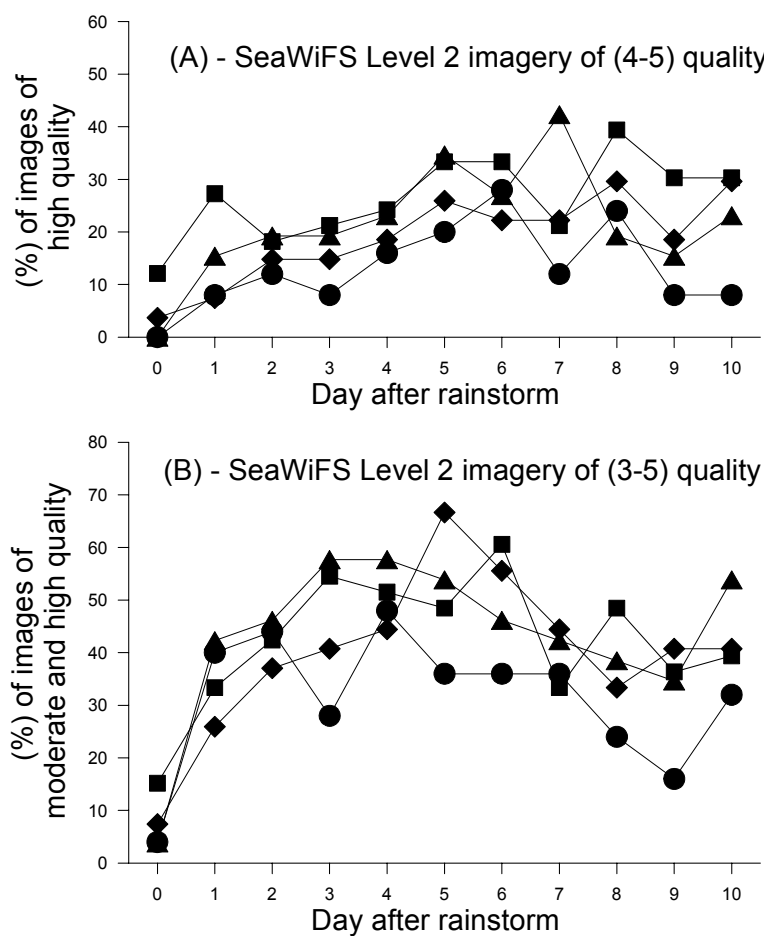 (A) - SeaWiFS Level 2 imagery of (4-5) quality
(%) of images of
high quality
60
50
40
30
20
10
0
0 1 2 3 4 5 6 7 8 9 10
Day after rainstorm
(B) - SeaWiFS Level 2 imagery of (3-5) quality
(%) of images of
moderate and high quality
80
70
60
50
40
30
20
10
0
0 1 2 3 4 5 6 7 8 9 10
Day after rainstorm